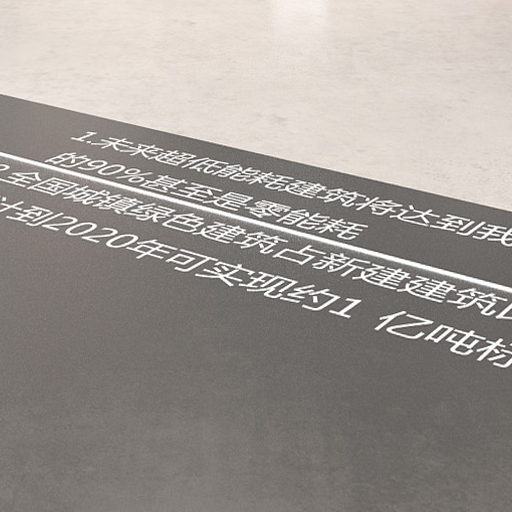 1.未来超低能耗建筑将达到我
的90%甚至是零能耗
2.全国城镇绿色建筑占新建建筑
计到2020年可实现约1 亿吨标